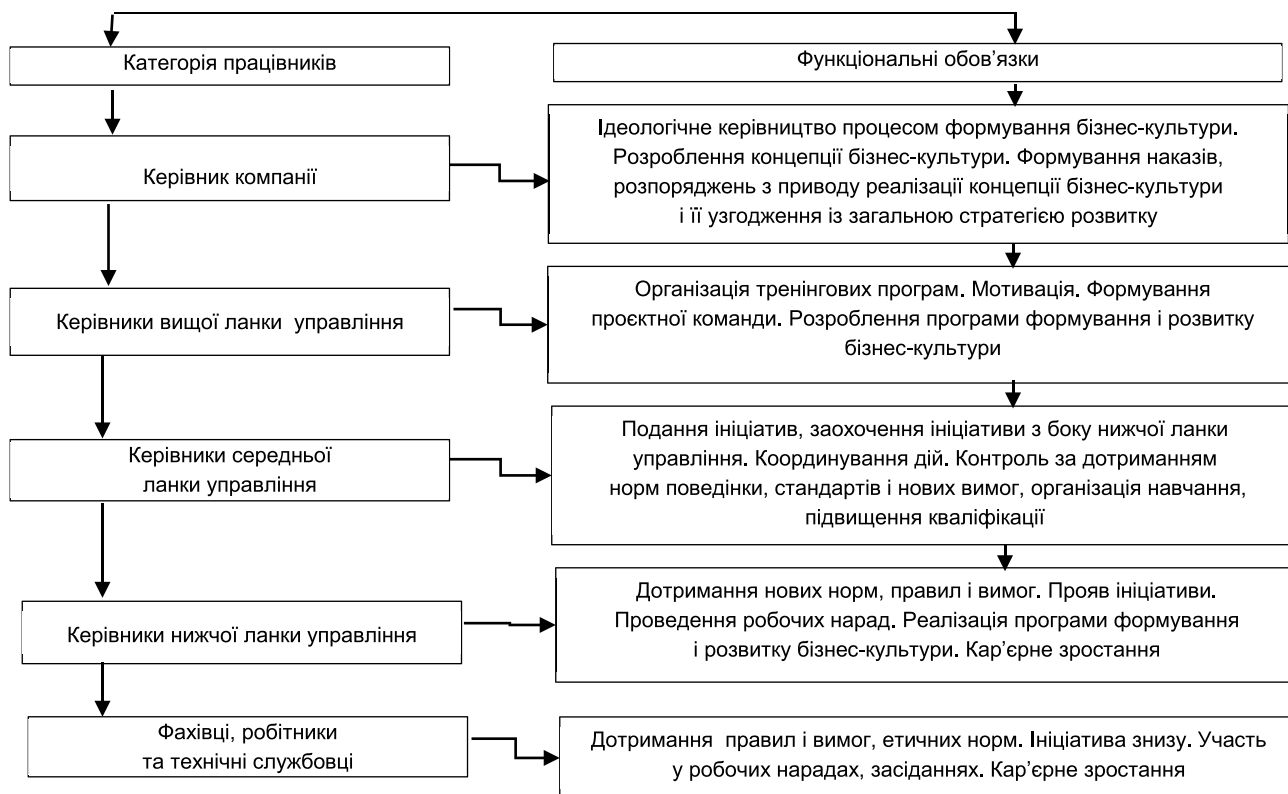 Категорія працівників
Функціональні обов’язки
Керівник компанії
Ідеологічне керівництво процесом формування бізнес-культури.
Розроблення концепції бізнес-культури. Формування наказів,
розпоряджень з приводу реалізації концепції бізнес-культури
і її узгодження із загальною стратегією розвитку
Керівники вищої ланки управління
Організація тренінгових програм. Мотивація. Формування
проєктної команди. Розроблення програми формування і розвитку
бізнес-культури
Керівники середньої
ланки управління
Подання ініціатив, заохочення ініціативи з боку нижчої ланки
управління. Координування дій. Контроль за дотриманням
норм поведінки, стандартів і нових вимог, організація навчання,
підвищення кваліфікації
Керівники нижчої ланки управління
Дотримання нових норм, правил і вимог. Прояв ініціативи.
Проведення робочих нарад. Реалізація програми формування
і розвитку бізнес-культури. Кар’єрне зростання
Фахівці, робітники
та технічні службовці
Дотримання правил і вимог, етичних норм. Ініціатива знизу. Участь
у робочих нарадах, засіданнях. Кар’єрне зростання